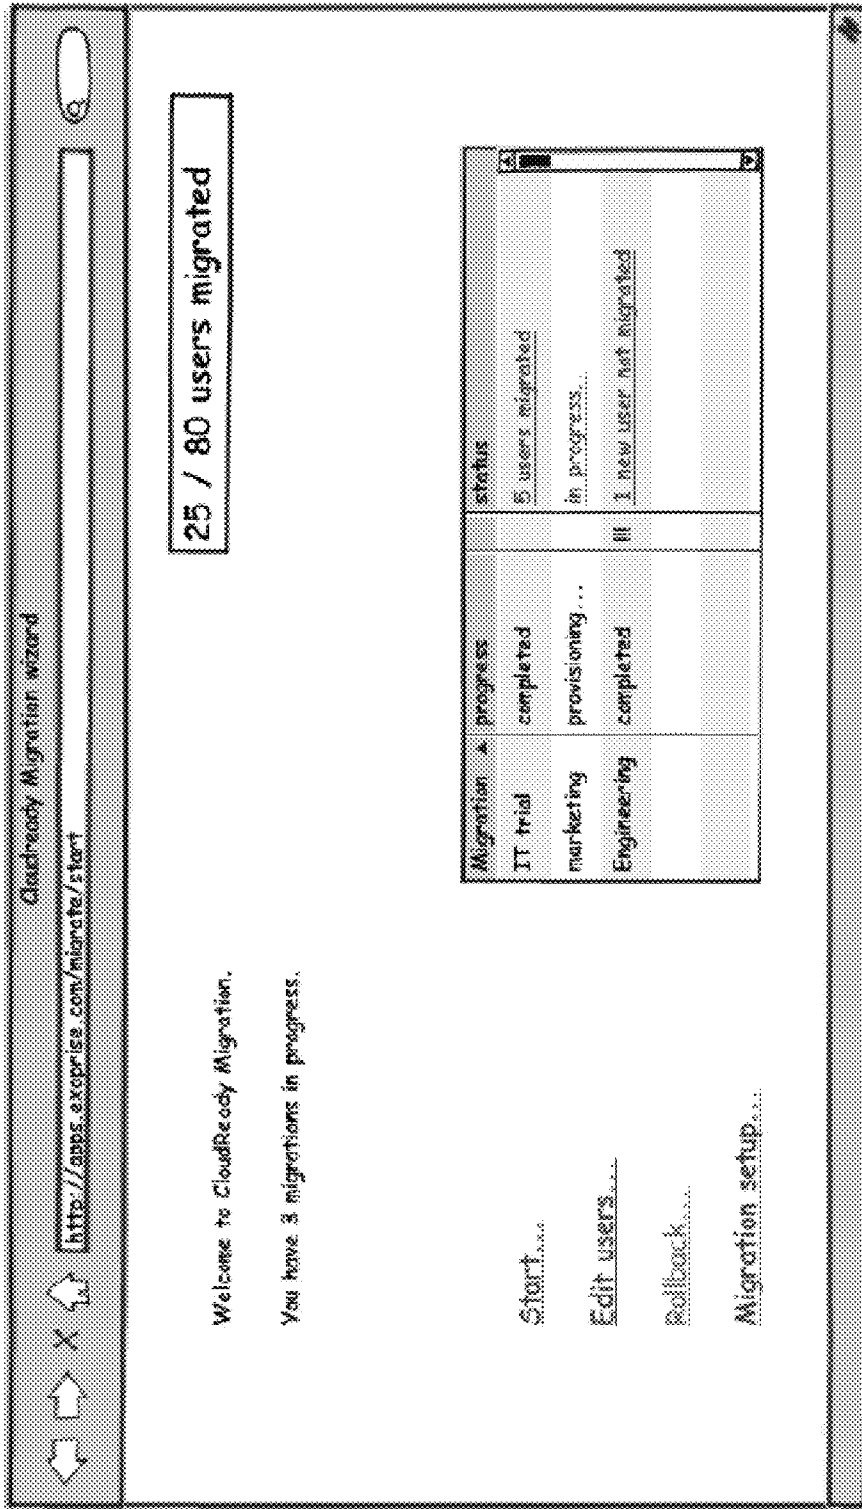 Cloudready Migration wizard
http://apps.exoprise.com/migrate/start
25 / 80 users migrated
Welcome to CloudReady Migration.
You have 3 migrations in progress.
Migration ▲ progress status
IT trial completed 5 users migrated
marketing provisioning... in progress...
Engineering completed !!! 1 new user not migrated
Start...
Edit users...
Rollback...
Migration setup...